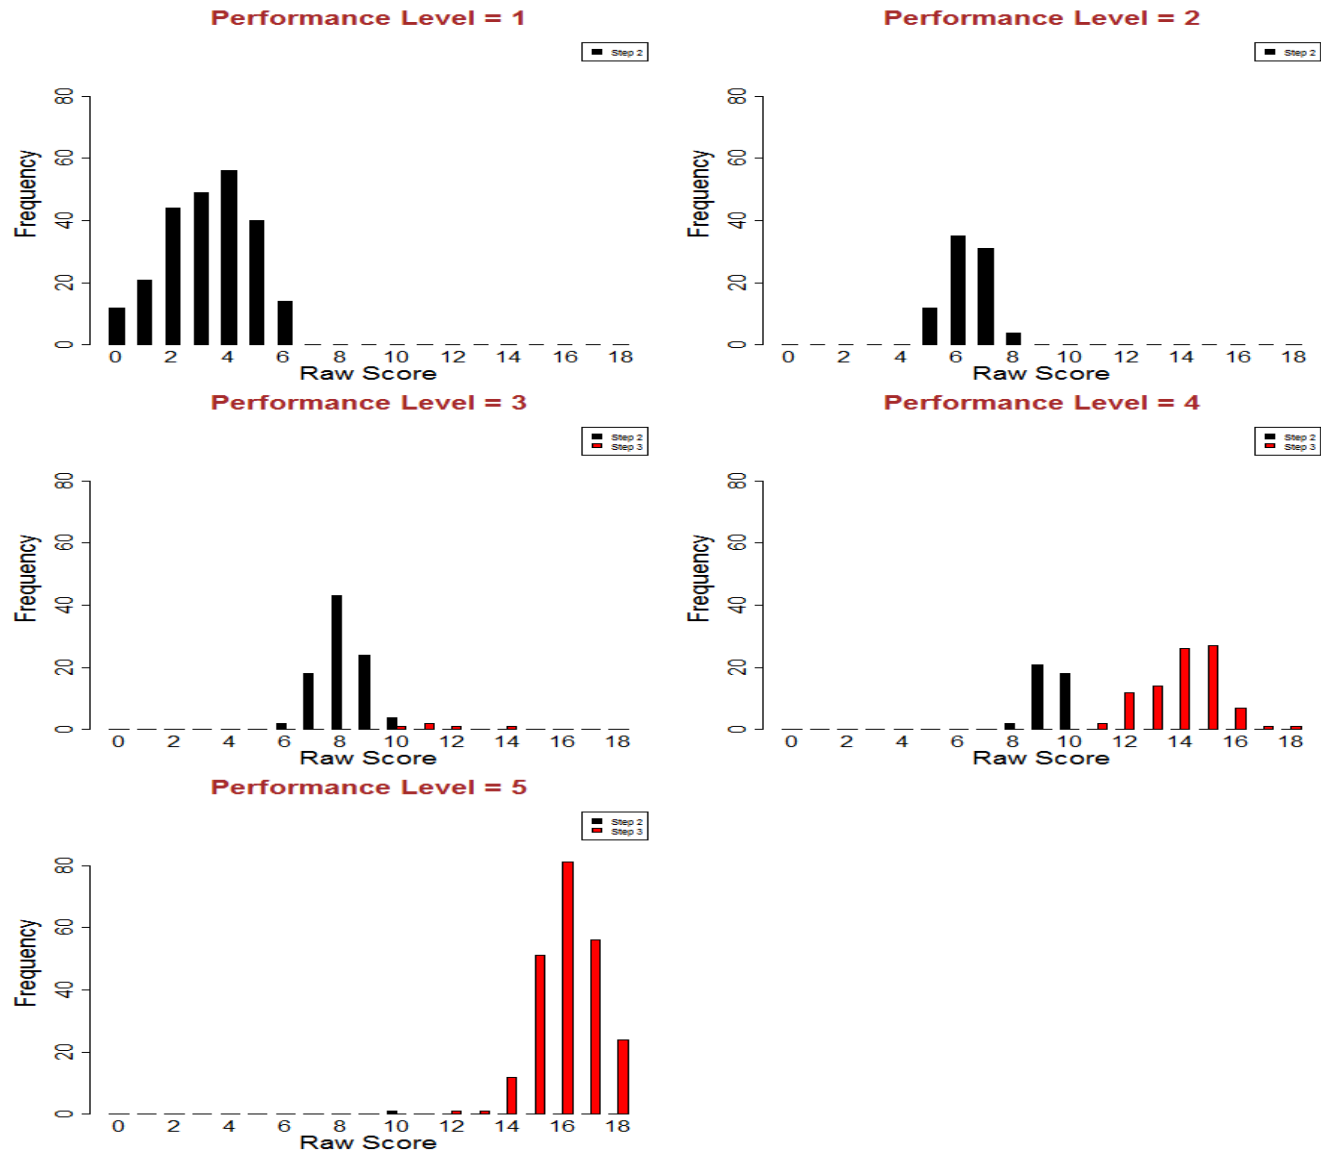 Performance Level = 1
Step 2
Frequency
80
60
40
20
0
0 2 4 6 8 10 12 14 16 18
Raw Score
Performance Level = 2
Step 2
Frequency
80
60
40
20
0
0 2 4 6 8 10 12 14 16 18
Raw Score
Performance Level = 3
Step 2
Step 3
Frequency
80
60
40
20
0
0 2 4 6 8 10 12 14 16 18
Raw Score
Performance Level = 4
Step 2
Step 3
Frequency
80
60
40
20
0
0 2 4 6 8 10 12 14 16 18
Raw Score
Performance Level = 5
Step 2
Step 3
Frequency
80
60
40
20
0
0 2 4 6 8 10 12 14 16 18
Raw Score